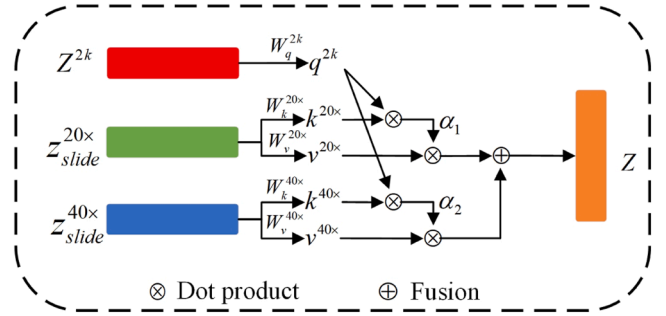 Z^{2k} W_q^{2k} q^{2k}
z_{slide}^{20×} W_k^{20×} k^{20×} α_1
W_v^{20×} v^{20×} Z
z_{slide}^{40×} W_k^{40×} k^{40×} α_2
W_v^{40×} v^{40×}
⊗ Dot product ⊕ Fusion